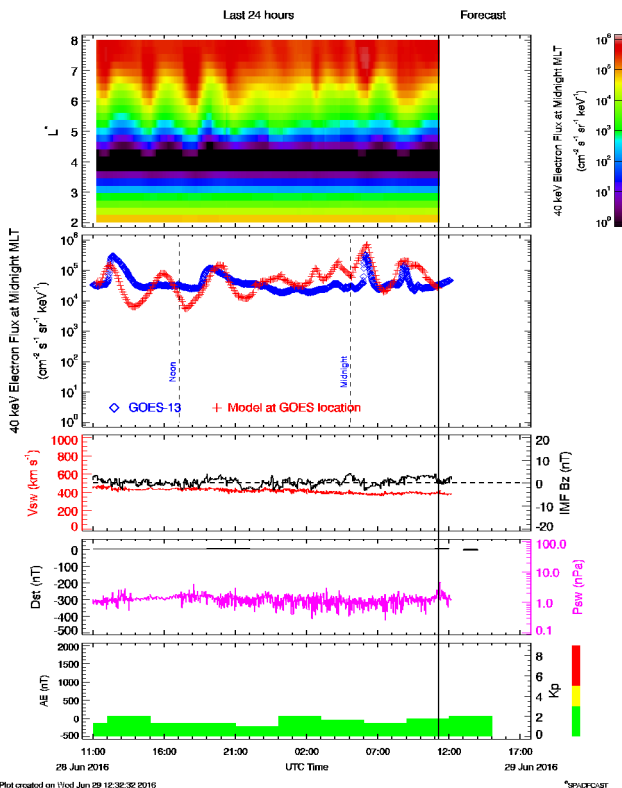 Last 24 hours
Forecast
L*
8
7
6
5
4
3
2
40 keV Electron Flux at Midnight MLT
(cm⁻² s⁻¹ sr⁻¹ keV⁻¹)
10⁶
10⁵
10⁴
10³
10²
10¹
10⁰
40 keV Electron Flux at Midnight MLT
(cm⁻² s⁻¹ sr⁻¹ keV⁻¹)
10⁶
10⁵
10⁴
10³
10²
10¹
10⁰
Noon
Midnight
GOES-13
Model at GOES location
Vsw (km s⁻¹)
1000
800
600
400
200
0
20
10
0
-10
-20
IMF Bz (nT)
Dst (nT)
0
-100
-200
-300
-400
-500
100.0
10.0
1.0
0.1
Psw (nPa)
AE (nT)
2000
1500
1000
500
0
-500
8
6
4
2
0
Kp
11:00 16:00 21:00 02:00 07:00 12:00 17:00
28 Jun 2016 UTC Time 29 Jun 2016
Plot created on Wed Jun 29 12:32:32 2016